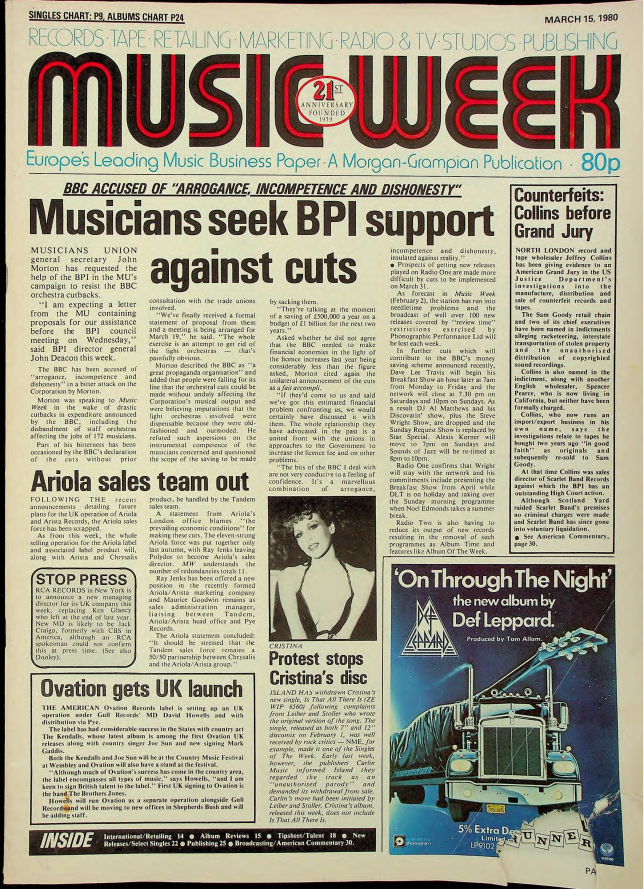 SINGLES CHART: P9, ALBUMS CHART P24
MARCH 15, 1980
RECORDS·TAPE·RETAILING·MARKETING·RADIO & TV·STUDIOS·PUBLISHING
MUSIC WEEK
21ST
ANNIVERSARY
FOUNDED
1959
Europe's Leading Music Business Paper·A Morgan-Grampian Publication · 80p
BBC ACCUSED OF "ARROGANCE, INCOMPETENCE AND DISHONESTY"
Musicians seek BPI support
against cuts
MUSICIANS UNION
general secretary John
Morton has requested the
help of the BPI in the MU's
campaign to resist the BBC
orchestra cutbacks.
"I am expecting a letter
from the MU containing
proposals for our assistance
before the BPI council
meeting on Wednesday,"
said BPI director general
John Deacon this week.
The BBC has been accused of
"arrogance, incompetence and
dishonesty" in a bitter attack on the
Corporation by Morton.
Morton was speaking to Music
Week in the wake of drastic
cutbacks in expenditure announced
by the BBC, including the
disbandment of staff orchestras
affecting the jobs of 172 musicians.
Part of his bitterness has been
occasioned by the BBC's declaration
of the cuts without prior
consultation with the trade unions
involved.
"We've finally received a formal
statement of proposal from them
and a meeting is being arranged for
March 19," he said. "The whole
exercise is an attempt to get rid of
the light orchestras — that's
painfully obvious.
Morton described the BBC as "a
great propaganda organisation" and
added that people were falling for its
line that the orchestral cuts could be
made without unduly affecting the
Corporation's musical output and
were believing imputations that the
light orchestras involved were
dispensable because they were old-
fashioned and outmoded. He
refuted such aspersions on the
instrumental competence of the
musicians concerned and questioned
the scope of the saving to be made
by sacking them.
"They're talking at the moment
of a saving of £500,000 a year on a
budget of £1 billion for the next two
years."
Asked whether he did not agree
that the BBC needed to make
financial economies in the light of
the licence increases last year being
considerably less than the figure
asked, Morton cited again the
unilateral announcement of the cuts
as a fait accompli.
"If they'd come to us and said
we've got this estimated financial
problem confronting us, we would
certainly have discussed it with
them. The whole relationship they
have advocated in the past is a
united front with the unions in
approaches to the Government to
increase the licence fee and on other
problems.
"The bits of the BBC I deal with
are not very conducive to a feeling of
confidence. It's a marvellous
combination of arrogance,
incompetence and dishonesty,
insulated against reality."
● Prospects of getting new releases
played on Radio One are made more
difficult by cuts to be implemented
on March 31.
As forecast in Music Week
(February 2), the station has run into
needletime problems and the
broadcast of well over 100 new
releases covered by "review time"
restrictions exercised by
Phonographic Performance Ltd will
be lost each week.
In further cuts which will
contribute to the BBC's money
saving scheme announced recently,
Dave Lee Travis will begin his
Breakfast Show an hour later at 7am
from Monday to Friday and the
network will close at 7.30 pm on
Saturdays and 10pm on Sundays. As
a result DJ Al Matthews and his
Discovatin' show, plus the Steve
Wright Show, are dropped and the
Sunday Request Show is replaced by
Star Special. Alexis Korner will
move to 7pm on Sundays and
Sounds of Jazz will be re-timed at
8pm to 10pm.
Radio One confirms that Wright
will stay with the network and his
commitments include presenting the
Breakfast Show from April while
DLT is on holiday and taking over
the Sunday morning programme
when Noel Edmonds takes a summer
break.
Radio Two is also having to
reduce its output of new records
resulting in the removal of such
programmes as Album Time and
features like Album Of The Week.
Counterfeits:
Collins before
Grand Jury
NORTH LONDON record and
tape wholesaler Jeffrey Collins
has been giving evidence to an
American Grand Jury in the US
Justice Department's
investigations into the
manufacture, distribution and
sale of counterfeit records and
tapes.
The Sam Goody retail chain
and two of its chief executives
have been named in indictments
alleging racketeering, interstate
transportation of stolen property
and the unauthorised
distribution of copyrighted
sound recordings.
Collins is also named in the
indictment, along with another
English wholesaler, Spencer
Pearce, who is now living in
California, but neither have been
formally charged.
Collins, who now runs an
import/export business in his
own name, says the
investigations relate to tapes he
bought two years ago "in good
faith" as originals and
subsequently re-sold to Sam
Goody.
At that time Collins was sales
director of Scarlet Band Records
against which the BPI has an
outstanding High Court action.
Although Scotland Yard
raided Scarlet Band's premises
no criminal charges were made
and Scarlet Band has since gone
into voluntary liquidation.
● See American Commentary,
page 30.
Ariola sales team out
FOLLOWING THE recent
announcements detailing future
plans for the UK operation of Ariola
and Arista Records, the Ariola sales
force has been scrapped.
As from this week, the whole
selling operation for the Ariola label
and associated label product will,
along with Arista and Chrysalis
product, be handled by the Tandem
sales team.
A statement from Ariola's
London office blames "the
prevailing economic conditions" for
making these cuts. The eleven-strong
Ariola force was put together only
last autumn, with Ray Jenks leaving
Polydor to become Ariola's sales
director. MW understands the
number of redundancies totals 11.
Ray Jenks has been offered a new
position in the recently formed
Ariola/Arista marketing company
and Maurice Goodwin remains as
sales administration manager,
liaising between Tandem,
Ariola/Arista head office and Pye
Records.
The Ariola statement concluded:
"It should be stressed that the
Tandem sales force remains a
50/50 partnership between Chrysalis
and the Ariola/Arista group."
STOP PRESS
RCA RECORDS in New York is
to announce a new managing
director for its UK company this
week, replacing Ken Glancy
who left at the end of last year.
New MD is likely to be Jack
Craigo, formerly with CBS in
America, although an RCA
spokesman could not confirm
this at press time. (See also
Dooley).
CRISTINA
Protest stops
Cristina's disc
ISLAND HAS withdrawn Cristina's
new single, Is That All There Is (ZE
WIP 6560) following complaints
from Leiber and Stoller who wrote
the original version of the song. The
single, released as both 7" and 12"
discomix on February 1, was well
received by rock critics — NME, for
example, made it one of the Singles
of The Week. Early last week,
however, the publishers Carlin
Music informed Island they
regarded the track as an
"unauthorised parody" and
demanded its withdrawal from sale.
Carlin's move had been initiated by
Leiber and Stoller. Cristina's album,
released this week, does not include
Is That All There Is.
Ovation gets UK launch
THE AMERICAN Ovation Records label is setting up an UK
operation under Gull Records' MD David Howells and with
distribution via Pye.
The label has had considerable success in the States with country act
The Kendalls, whose latest album is among the first Ovation UK
releases along with country singer Joe Sun and new signing Mark
Gaddis.
Both the Kendalls and Joe Sun will be at the Country Music Festival
at Wembley and Ovation will also have a stand at the festival.
"Although much of Ovation's success has come in the country area,
the label encompasses all types of music," says Howells, "and I am
keen to sign British talent to the label." First UK signing to Ovation is
the band The Brothers Jones.
Howells will run Ovation as a separate operation alongside Gull
Records and will be moving to new offices in Shepherds Bush and will
be adding staff.
'On Through The Night'
the new album by
Def Leppard.
Produced by Tom Allom.
DEF LEPPARD
5% Extra
Limited
LP9102
phonogram
RUNNER
INSIDE
International/Retailing 14 ● Album Reviews 15 ● Tipsheet/Talent 18 ● New
Releases/Select Singles 22 ● Publishing 25 ● Broadcasting/American Commentary 30.
PA